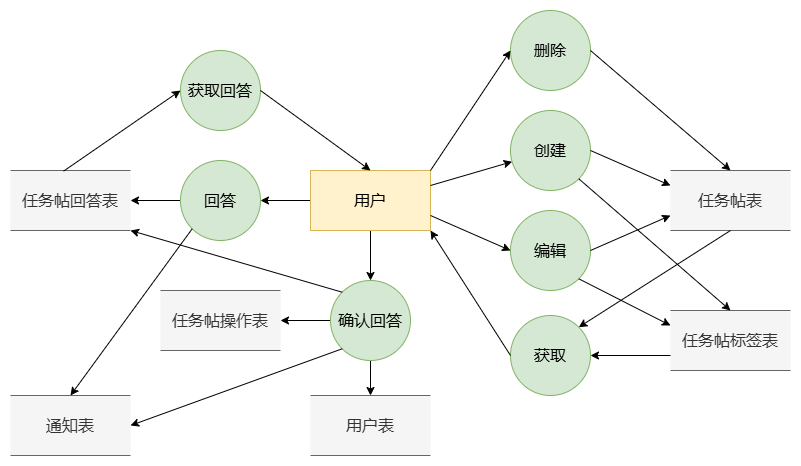 删除
获取回答
创建
任务帖回答表
回答
用户
任务帖表
编辑
任务帖操作表
确认回答
获取
任务帖标签表
通知表
用户表